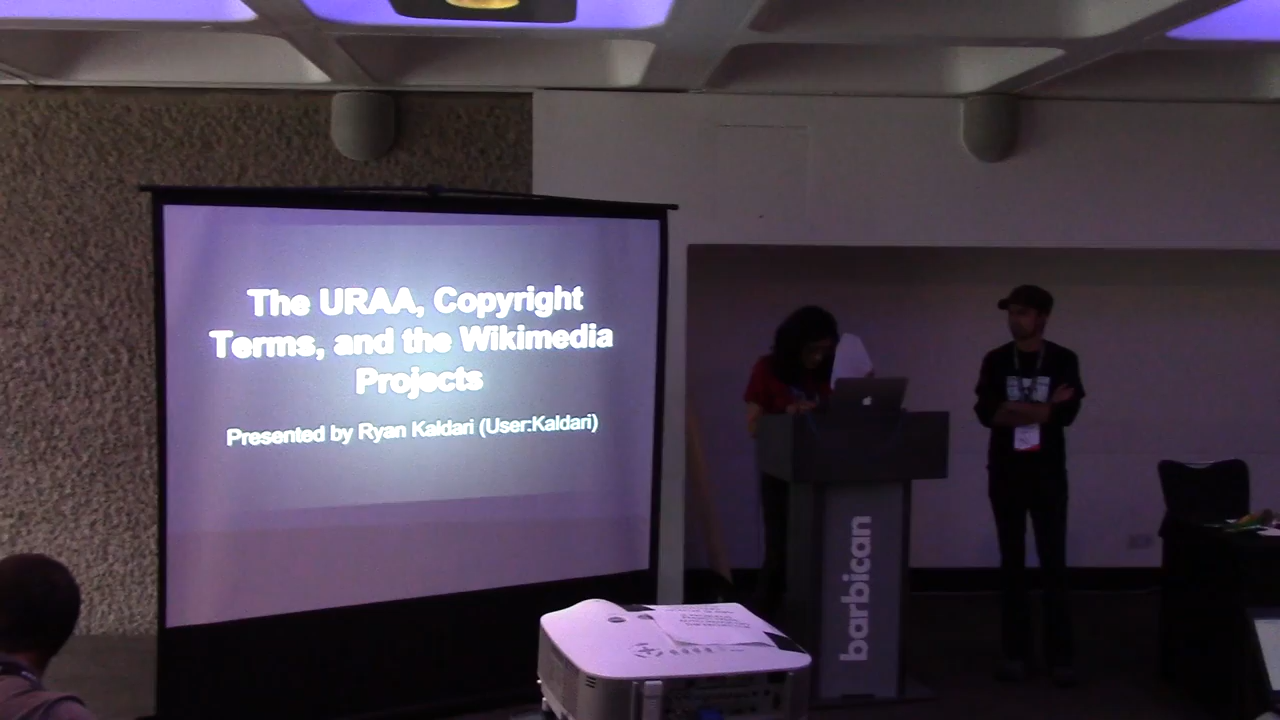 The URAA, Copyright
Terms, and the Wikimedia
Projects
Presented by Ryan Kaldari (User:Kaldari)
barbican